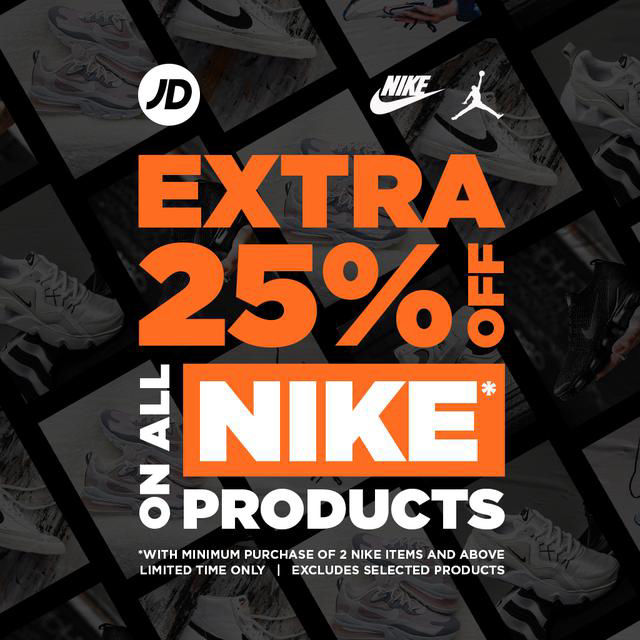 JD
NIKE
EXTRA
25% OFF
ON ALL
NIKE*
PRODUCTS
*WITH MINIMUM PURCHASE OF 2 NIKE ITEMS AND ABOVE
LIMITED TIME ONLY | EXCLUDES SELECTED PRODUCTS